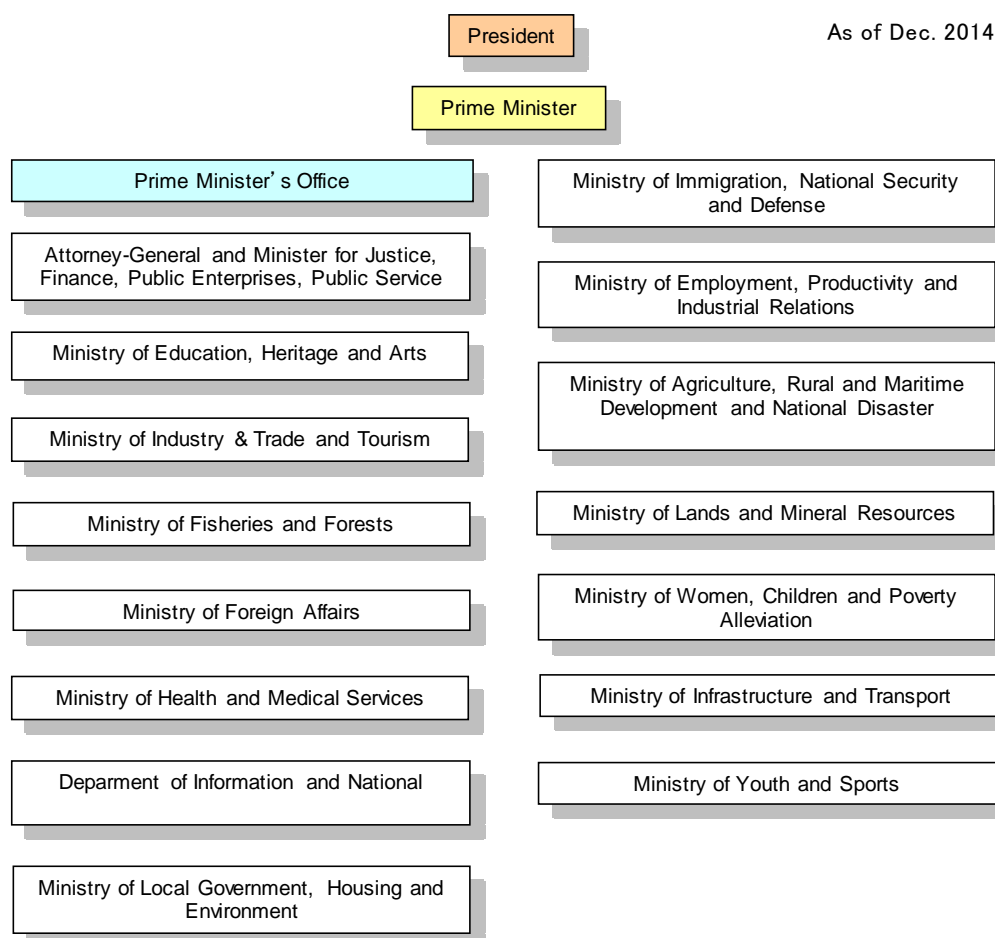 President
As of Dec. 2014
Prime Minister
Prime Minister’s Office
Attorney-General and Minister for Justice,
Finance, Public Enterprises, Public Service
Ministry of Education, Heritage and Arts
Ministry of Industry & Trade and Tourism
Ministry of Fisheries and Forests
Ministry of Foreign Affairs
Ministry of Health and Medical Services
Deparment of Information and National
Ministry of Local Government, Housing and
Environment
Ministry of Immigration, National Security
and Defense
Ministry of Employment, Productivity and
Industrial Relations
Ministry of Agriculture, Rural and Maritime
Development and National Disaster
Ministry of Lands and Mineral Resources
Ministry of Women, Children and Poverty
Alleviation
Ministry of Infrastructure and Transport
Ministry of Youth and Sports